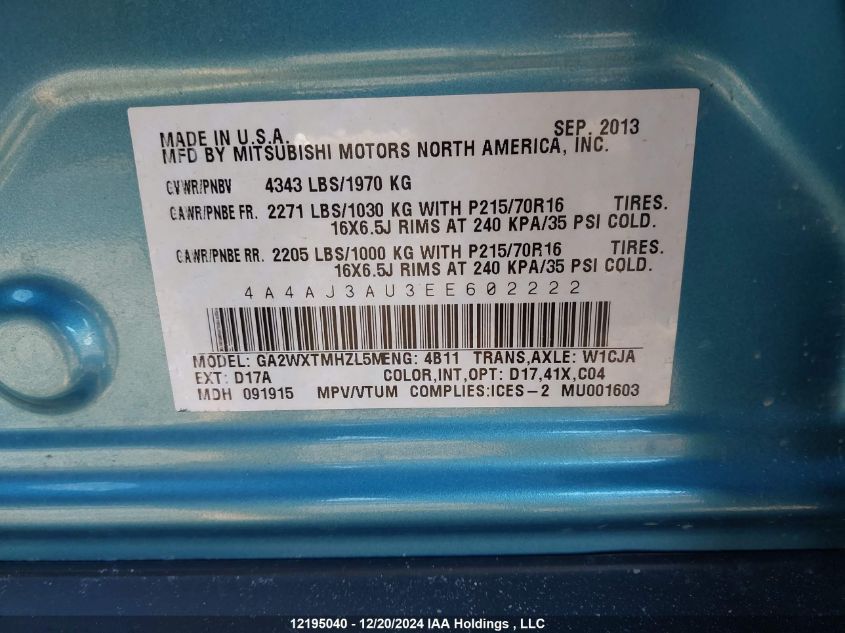 MADE IN U.S.A. SEP. 2013
MFD BY MITSUBISHI MOTORS NORTH AMERICA, INC.
GVWR/PNBV 4343 LBS/1970 KG
GAWR/PNBE FR. 2271 LBS/1030 KG WITH P215/70R16 TIRES.
16X6.5J RIMS AT 240 KPA/35 PSI COLD.
GAWR/PNBE RR. 2205 LBS/1000 KG WITH P215/70R16 TIRES.
16X6.5J RIMS AT 240 KPA/35 PSI COLD.
4A4AJ3AU3EE602222
MODEL: GA2WXTMHZL5M ENG: 4B11 TRANS,AXLE: W1CJA
EXT: D17A COLOR,INT,OPT: D17,41X,C04
MDH 091915 MPV/VTUM COMPLIES:ICES-2 MU001603
12195040 - 12/20/2024 IAA Holdings , LLC